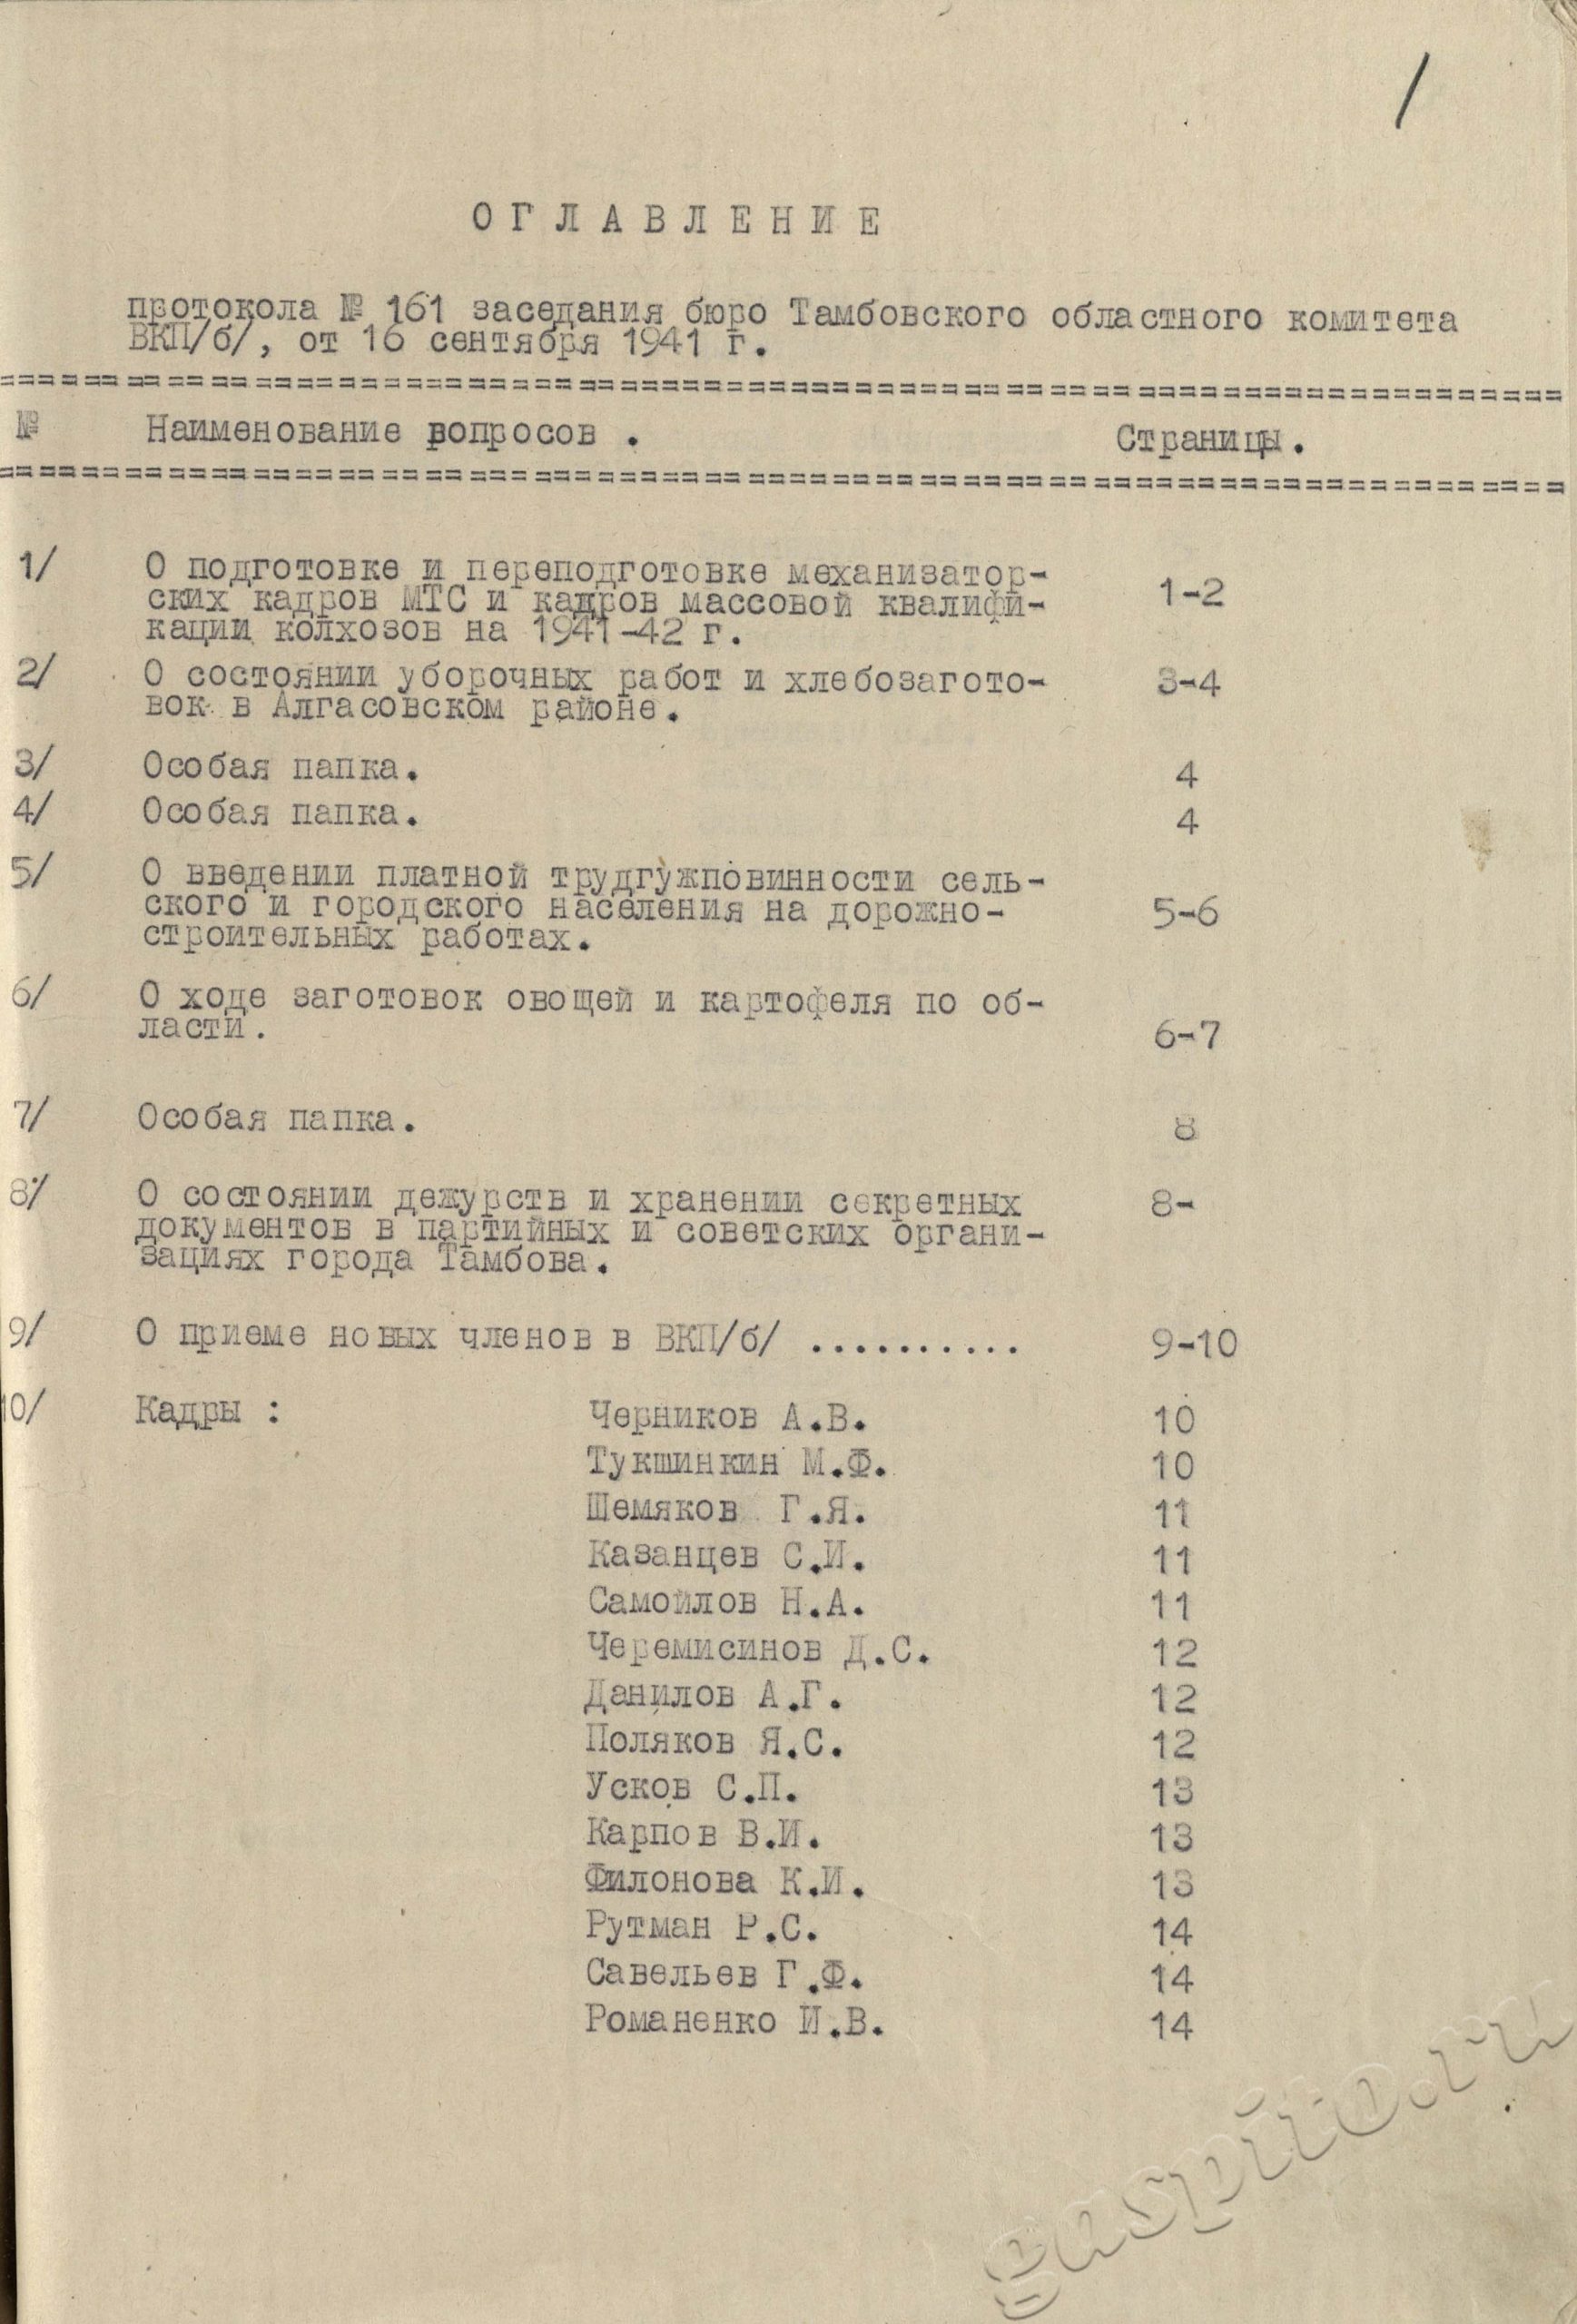 /
ОГЛАВЛЕНИЕ
протокола № 161 заседания бюро Тамбовского областного комитета
ВКП/б/, от 16 сентября 1941 г.
№ Наименование вопросов . Страницы.
1/ О подготовке и переподготовке механизатор-
ских кадров МТС и кадров массовой квалифи- 1-2
кации колхозов на 1941-42 г.
2/ О состоянии уборочных работ и хлебозагото- 3-4
вок в Алгасовском районе.
3/ Особая папка. 4
4/ Особая папка. 4
5/ О введении платной трудгужповинности сель-
ского и городского населения на дорожно- 5-6
строительных работах.
6/ О ходе заготовок овощей и картофеля по об-
ласти. 6-7
7/ Особая папка. 8
8/ О состоянии дежурств и хранении секретных 8-
документов в партийных и советских органи-
зациях города Тамбова.
9/ О приеме новых членов в ВКП/б/ .......... 9-10
10/ Кадры : Черников А.В. 10
Тукшинкин М.Ф. 10
Шемяков Г.Я. 11
Казанцев С.И. 11
Самойлов Н.А. 11
Черемисинов Д.С. 12
Данилов А.Г. 12
Поляков Я.С. 12
Усков С.П. 13
Карпов В.И. 13
Филонова К.И. 13
Рутман Р.С. 14
Савельев Г.Ф. 14
Романенко И.В. 14
gaspito.ru